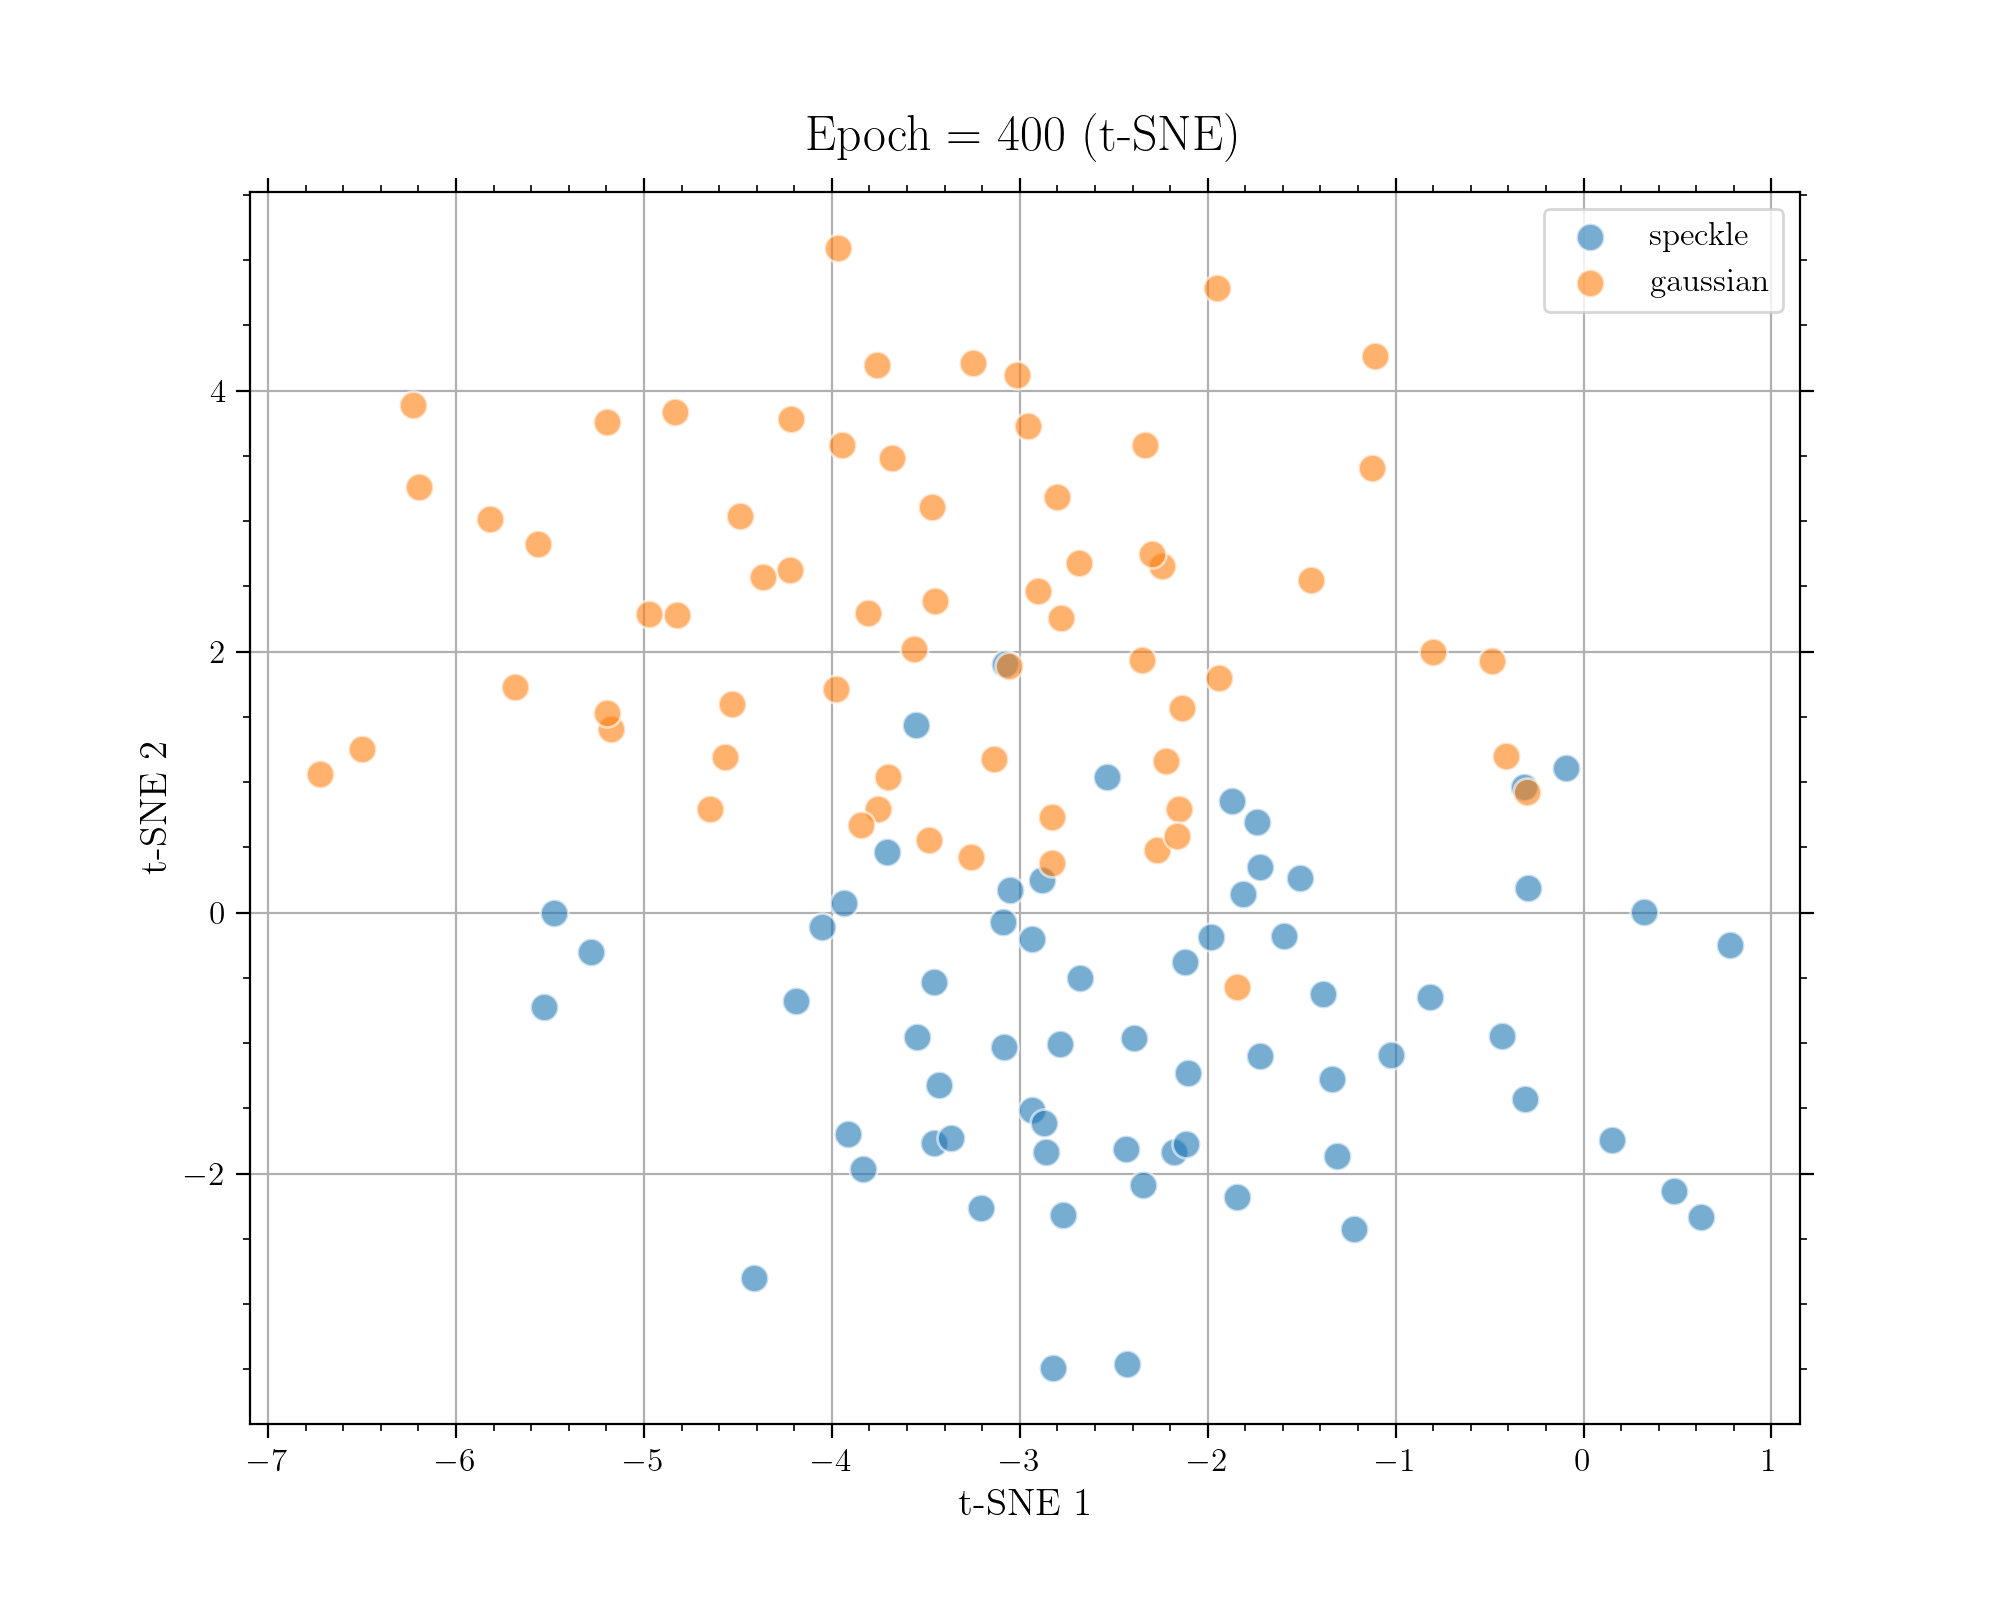 Epoch = 400 (t-SNE)
speckle
gaussian
4
2
0
−2
t-SNE 2
−7 −6 −5 −4 −3 −2 −1 0 1
t-SNE 1